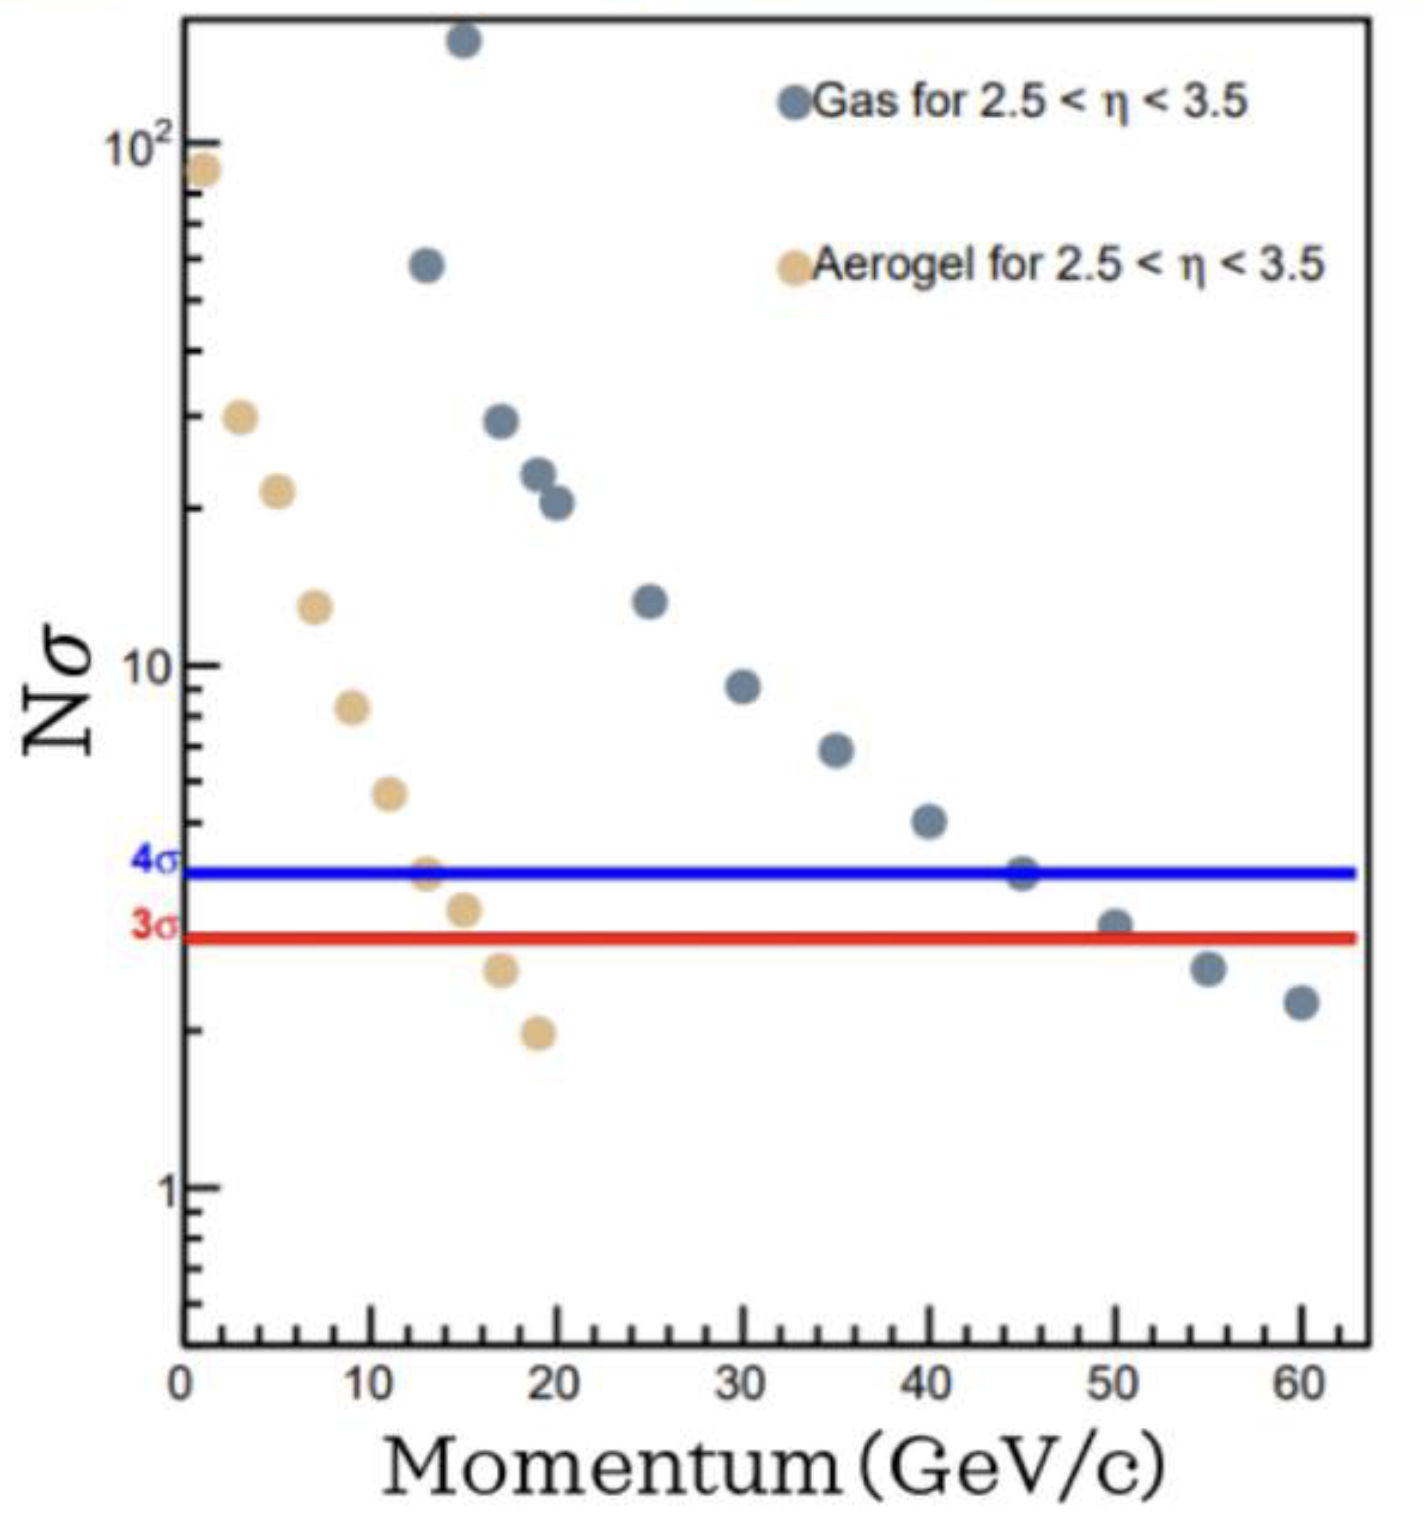 Gas for 2.5 < η < 3.5
10²
Aerogel for 2.5 < η < 3.5
Nσ
10
4σ
3σ
1
0 10 20 30 40 50 60
Momentum (GeV/c)